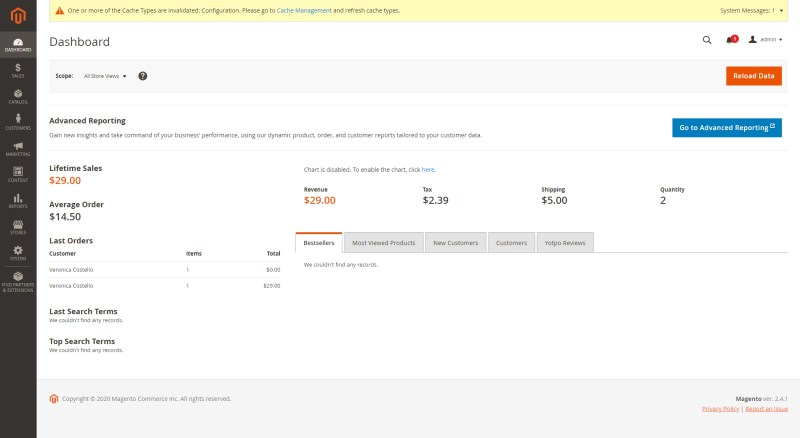 One or more of the Cache Types are invalidated: Configuration. Please go to Cache Management and refresh cache types.
System Messages: 1
Dashboard
1
admin
DASHBOARD
SALES
CATALOG
CUSTOMERS
MARKETING
CONTENT
REPORTS
STORES
SYSTEM
FIND PARTNERS
& EXTENSIONS
Scope:
All Store Views
?
Reload Data
Advanced Reporting
Gain new insights and take command of your business' performance, using our dynamic product, order, and customer reports tailored to your customer data.
Go to Advanced Reporting
Lifetime Sales
$29.00
Average Order
$14.50
Last Orders
Customer Items Total
Veronica Costello 1 $0.00
Veronica Costello 1 $29.00
Last Search Terms
We couldn't find any records.
Top Search Terms
We couldn't find any records.
Chart is disabled. To enable the chart, click here.
Revenue Tax Shipping Quantity
$29.00 $2.39 $5.00 2
Bestsellers Most Viewed Products New Customers Customers Yotpo Reviews
We couldn't find any records.
Copyright © 2020 Magento Commerce Inc. All rights reserved.
Magento ver. 2.4.1
Privacy Policy | Report an Issue